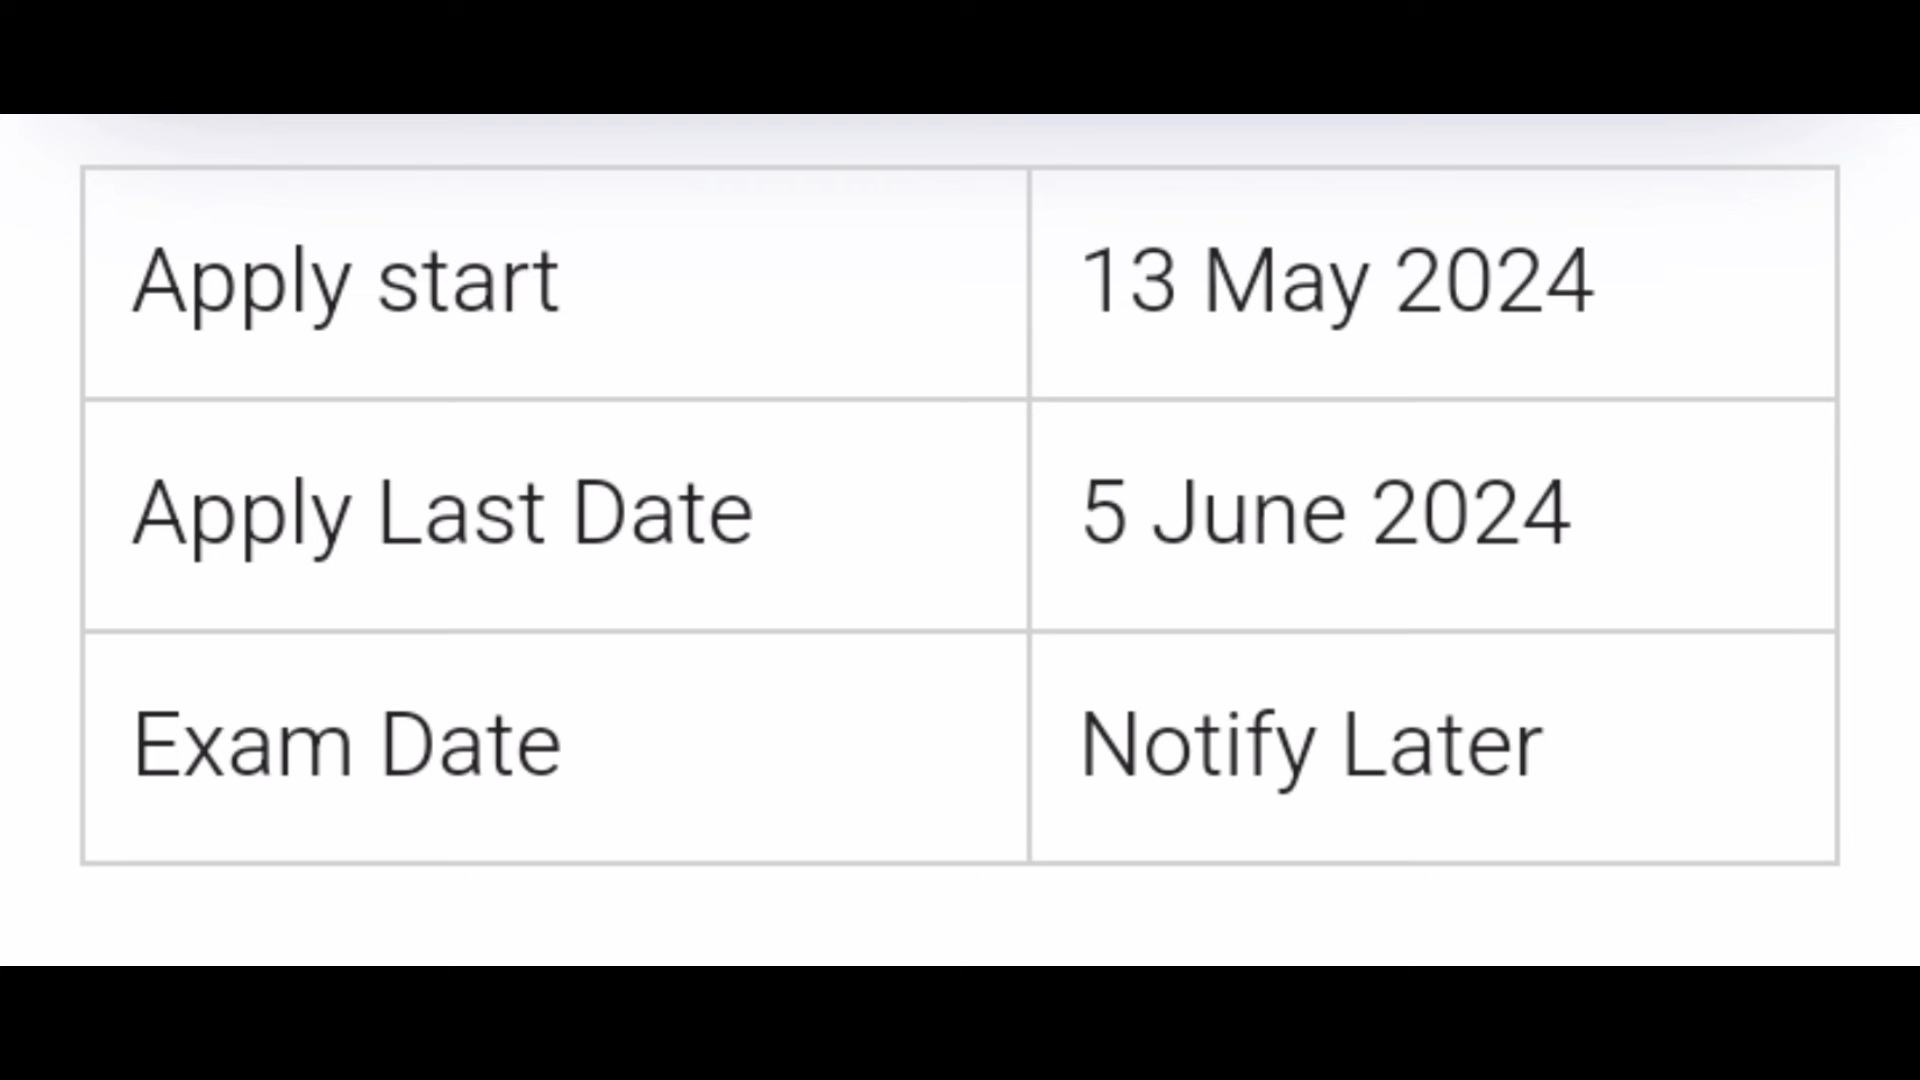 Apply start 13 May 2024
Apply Last Date 5 June 2024
Exam Date Notify Later